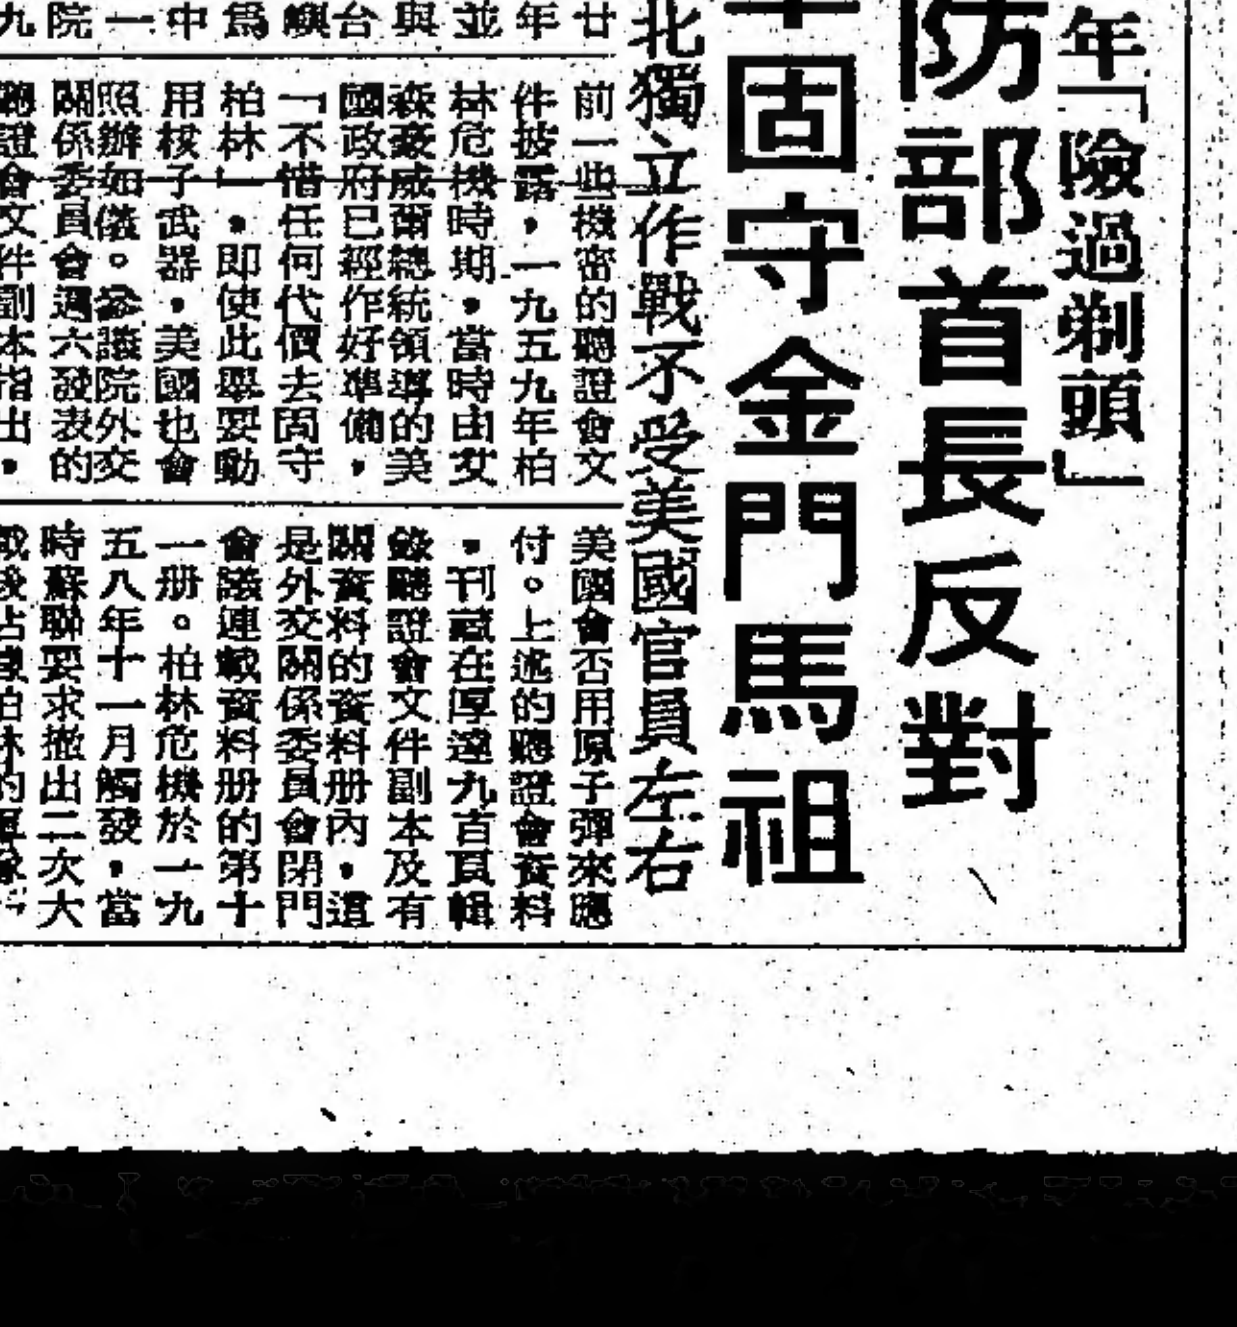 年「險過剃頭」
防部首長反對
固守金門馬祖
北獨立作戰不受美國官員左右
廿
年
並
與
台
嶼
爲
中
一
院
九
前一些機密的聽證會文
件披露，一九五九年柏
林危機時期，當時由艾
森豪威爾總統領導的美
國政府已經作好準備，
「不惜任何代價去固守
柏林」，即使此舉要動
用核子武器，美國也會
照辦如儀。參議院外交
關係委員會週六發表的
聽證會文件副本指出，
美國會否用原子彈來應
付。上述的聽證會資料
，刊載在厚達九百頁輯
錄聽證會文件副本及有
關資料的資料册內，這
是外交關係委員會閉門
會議連載資料册的第十
一册。柏林危機於一九
五八年十一月觸發，當
時蘇聯要求撤出二次大
戰後佔據柏林的軍隊